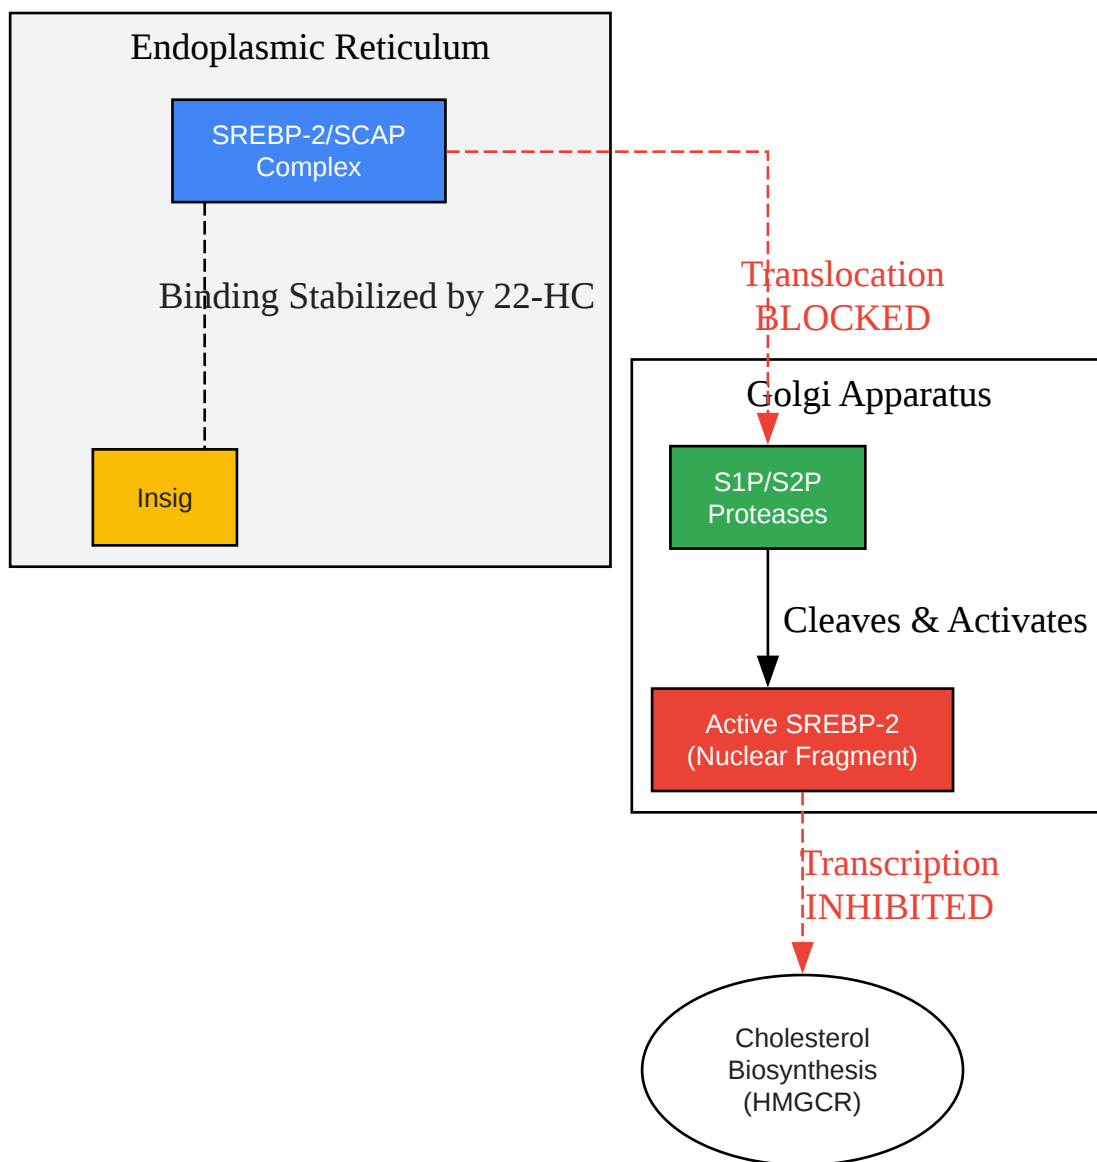 Endoplasmic Reticulum
SREBP-2/SCAP
Complex
Binding Stabilized by 22-HC
Insig
Translocation
BLOCKED
Golgi Apparatus
S1P/S2P
Proteases
Cleaves & Activates
Active SREBP-2
(Nuclear Fragment)
Transcription
INHIBITED
Cholesterol
Biosynthesis
(HMGCR)